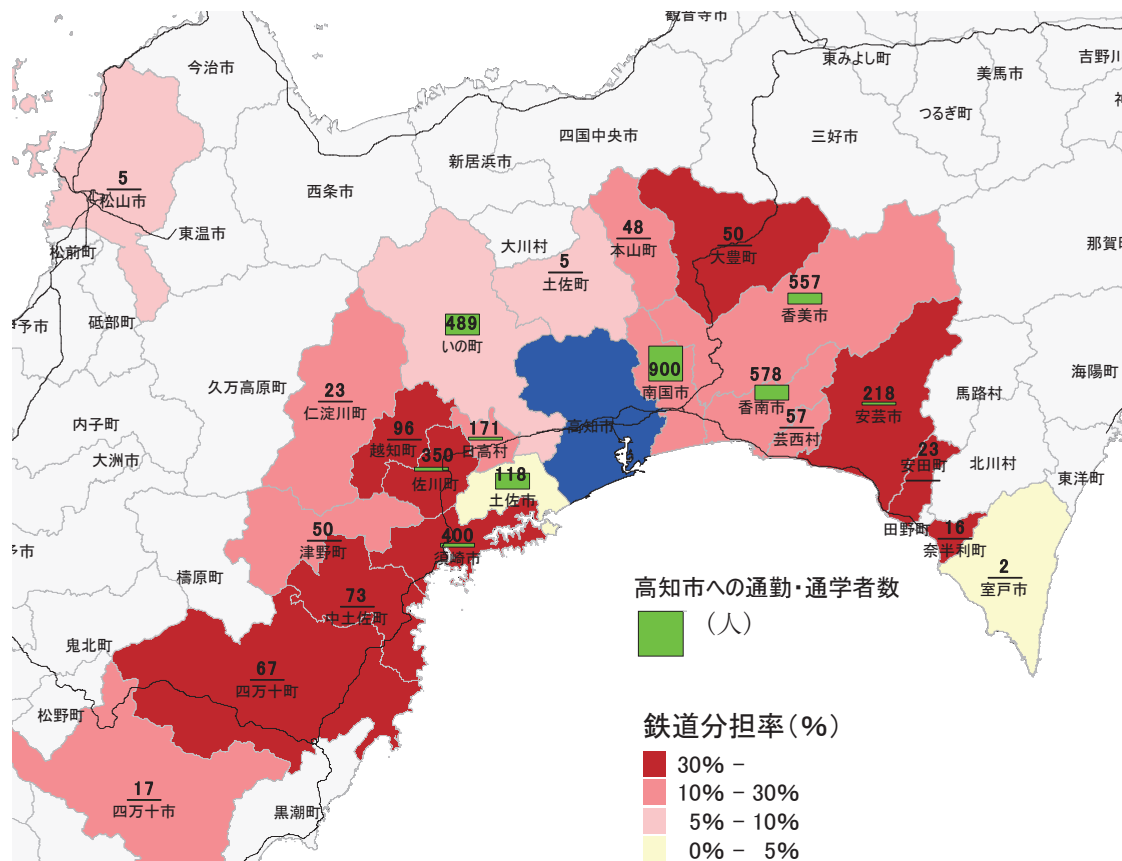 観音寺市
今治市
東みよし町
美馬市
吉野川
つるぎ町
四国中央市
三好市
新居浜市
5
松山市
西条市
東温市
松前町
大川村
48
本山町
50
大豊町
那賀町
5
土佐町
557
香美市
予市
砥部町
489
いの町
900
南国市
578
香南市
218
安芸市
海陽町
久万高原町
23
仁淀川町
馬路村
57
芸西村
内子町
96
越知町
171
日高村
高知市
大洲市
350
佐川町
23
安田町
北川村
118
土佐市
東洋町
50
津野町
400
須崎市
田野町
16
奈半利町
予市
檮原町
2
室戸市
73
中土佐町
高知市への通勤・通学者数
(人)
鬼北町
67
四万十町
松野町
鉄道分担率(%)
30% -
10% - 30%
5% - 10%
0% - 5%
17
四万十市
黒潮町